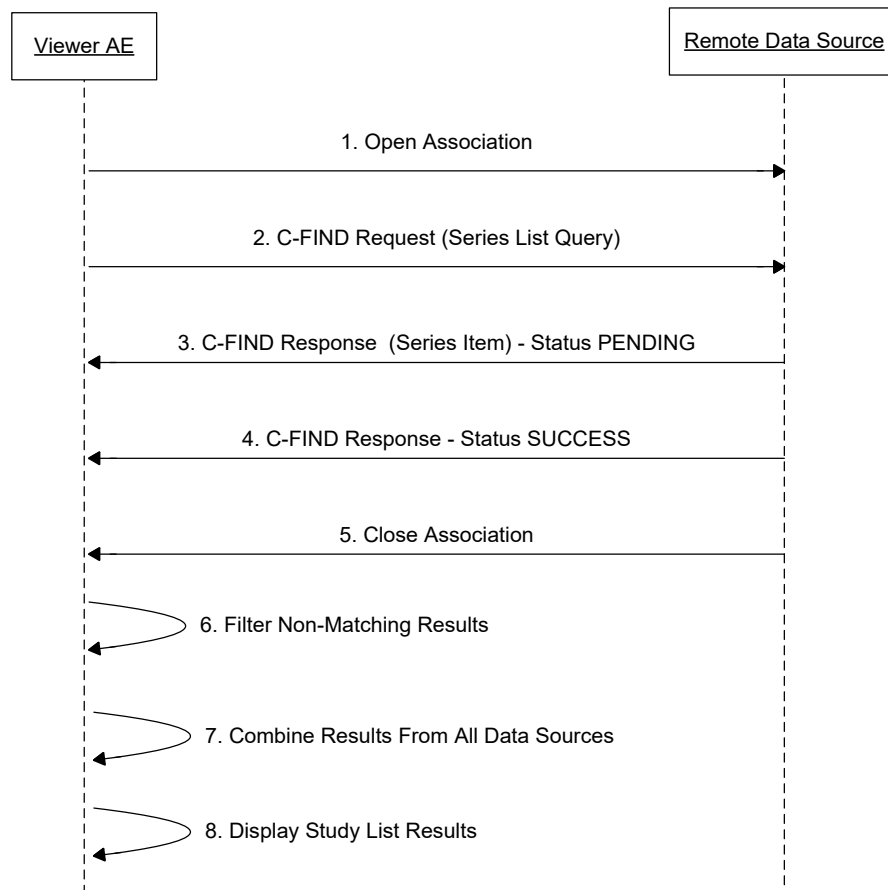 Viewer AE
Remote Data Source
1. Open Association
2. C-FIND Request (Series List Query)
3. C-FIND Response  (Series Item) - Status PENDING
4. C-FIND Response - Status SUCCESS
5. Close Association
6. Filter Non-Matching Results
7. Combine Results From All Data Sources
8. Display Study List Results